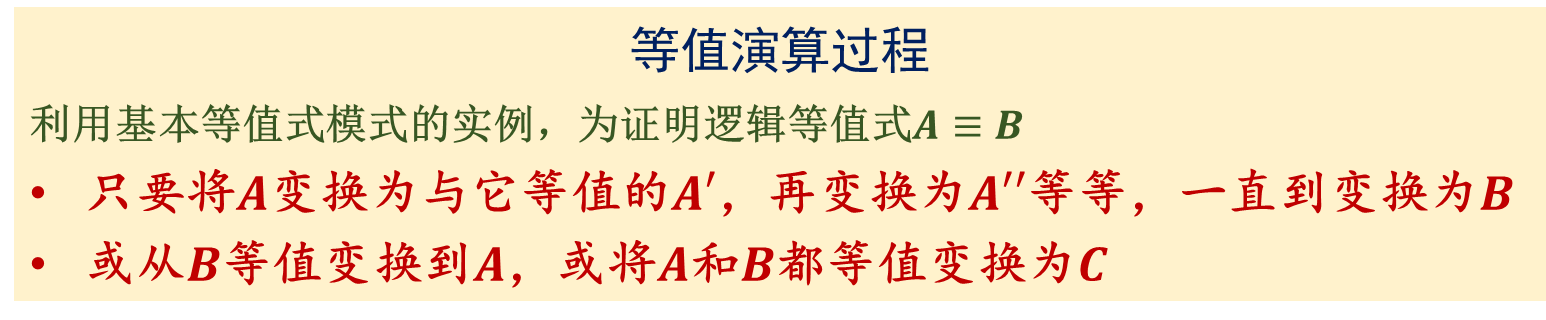 等值演算过程
利用基本等值式模式的实例，为证明逻辑等值式A ≡ B
• 只要将A变换为与它等值的A′，再变换为A′′等等，一直到变换为B
• 或从B等值变换到A，或将A和B都等值变换为C